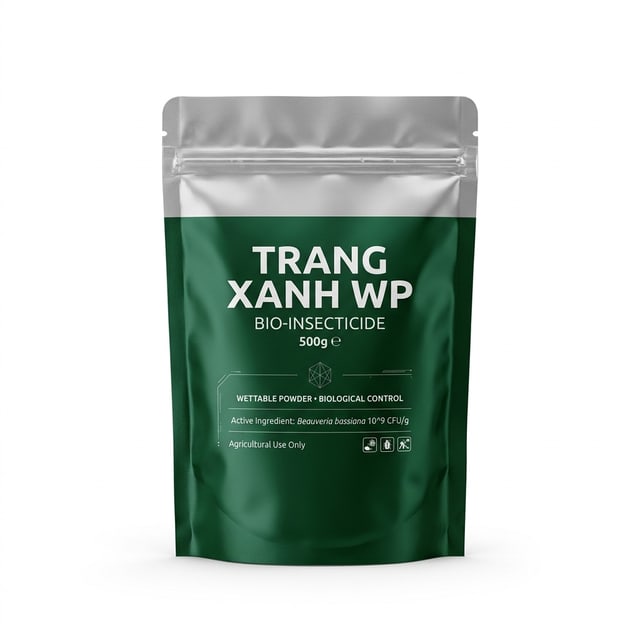 TRANG
XANH WP
BIO-INSECTICIDE
500g ℮
WETTABLE POWDER • BIOLOGICAL CONTROL
Active Ingredient: Beauveria bassiana 10^9 CFU/g
Agricultural Use Only